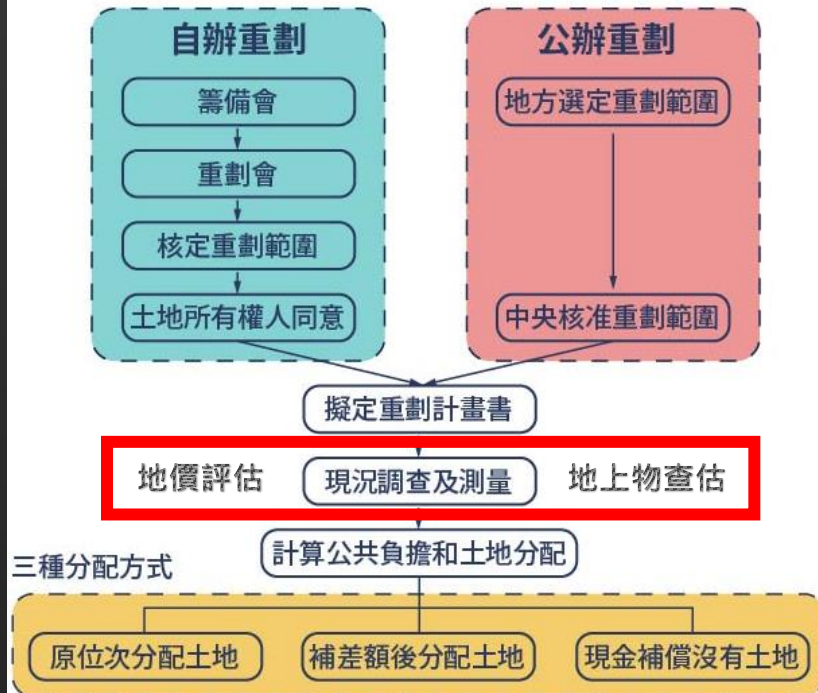 自辦重劃
籌備會
重劃會
核定重劃範圍
土地所有權人同意
公辦重劃
地方選定重劃範圍
中央核准重劃範圍
擬定重劃計畫書
地價評估 現況調查及測量 地上物查估
計算公共負擔和土地分配
三種分配方式
原位次分配土地 補差額後分配土地 現金補償沒有土地